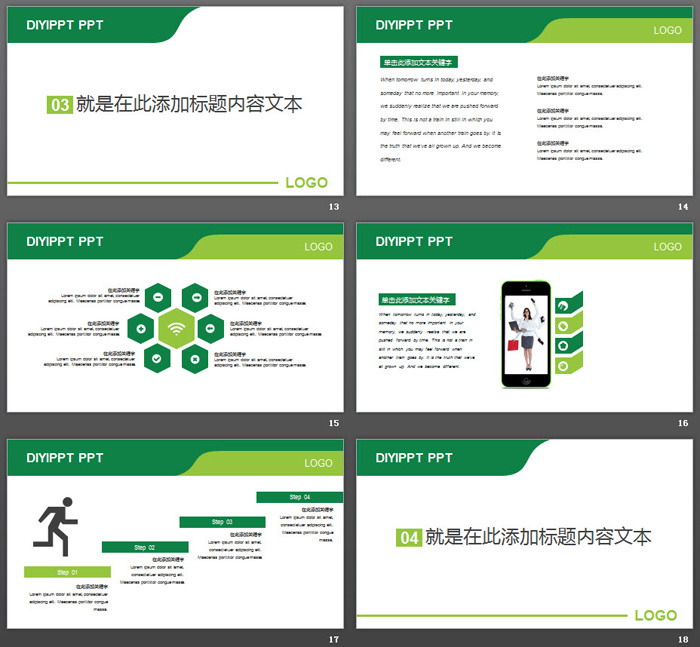 DIYIPPT PPT
03 就是在此添加标题内容文本
LOGO
13
DIYIPPT PPT
LOGO
单击此添加文本关键字
When tomorrow turns in today, yesterday, and
someday that no more important in your memory,
we suddenly realize that we are pushed forward
by time. This is not a train in still in which you
may feel forward when another train goes by. It is
the truth that we've all grown up. And we become
different.
在此添加关键字
Lorem ipsum dolor sit amet, consectetuer adipiscing elit.
Maecenas porttitor congue massa.
在此添加关键字
Lorem ipsum dolor sit amet, consectetuer adipiscing elit.
Maecenas porttitor congue massa.
在此添加关键字
Lorem ipsum dolor sit amet, consectetuer adipiscing elit.
Maecenas porttitor congue massa.
14
DIYIPPT PPT
LOGO
在此添加关键字
Lorem ipsum dolor sit amet, consectetuer
adipiscing elit. Maecenas porttitor congue massa.
在此添加关键字
Lorem ipsum dolor sit amet, consectetuer
adipiscing elit. Maecenas porttitor congue massa.
在此添加关键字
Lorem ipsum dolor sit amet, consectetuer
adipiscing elit. Maecenas porttitor congue massa.
在此添加关键字
Lorem ipsum dolor sit amet, consectetuer
adipiscing elit. Maecenas porttitor congue massa.
在此添加关键字
Lorem ipsum dolor sit amet, consectetuer
adipiscing elit. Maecenas porttitor congue massa.
在此添加关键字
Lorem ipsum dolor sit amet, consectetuer
adipiscing elit. Maecenas porttitor congue massa.
15
DIYIPPT PPT
LOGO
单击此添加文本关键字
When tomorrow turns in today, yesterday, and
someday that no more important in your
memory, we suddenly realize that we are
pushed forward by time. This is not a train in
still in which you may feel forward when
another train goes by. It is the truth that we've
all grown up. And we become different.
16
DIYIPPT PPT
LOGO
Step 04
在此添加关键字
Lorem ipsum dolor sit amet,
consectetuer adipiscing elit.
Maecenas porttitor congue
massa.
Step 03
在此添加关键字
Lorem ipsum dolor sit amet,
consectetuer adipiscing elit.
Maecenas porttitor congue
massa.
Step 02
在此添加关键字
Lorem ipsum dolor sit amet,
consectetuer adipiscing elit.
Maecenas porttitor congue
massa.
Step 01
在此添加关键字
Lorem ipsum dolor sit amet, consectetuer
adipiscing elit. Maecenas porttitor congue
massa.
17
DIYIPPT PPT
04 就是在此添加标题内容文本
LOGO
18